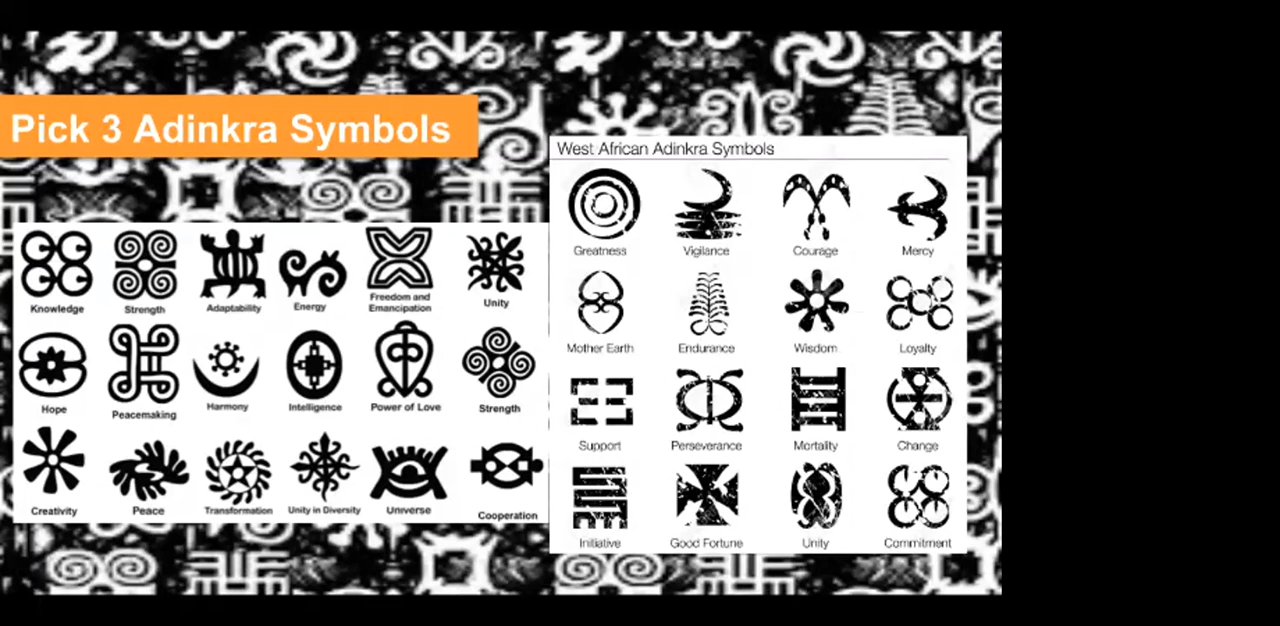 Pick 3 Adinkra Symbols
West African Adinkra Symbols
Knowledge
Strength
Adaptability
Energy
Freedom and
Emancipation
Unity
Hope
Peacemaking
Harmony
Intelligence
Power of Love
Strength
Creativity
Peace
Transformation
Unity in Diversity
Universe
Cooperation
Greatness
Vigilance
Courage
Mercy
Mother Earth
Endurance
Wisdom
Loyalty
Support
Perseverance
Mortality
Change
Initiative
Good Fortune
Unity
Commitment